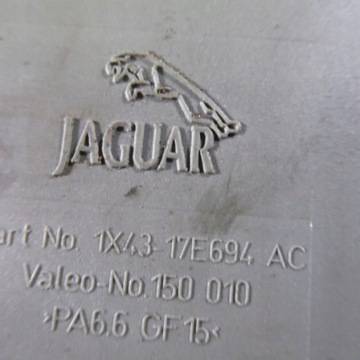 JAGUAR
art No. 1X43-17E694 AC
Valeo-No.150 010
>PA6.6 GF15<